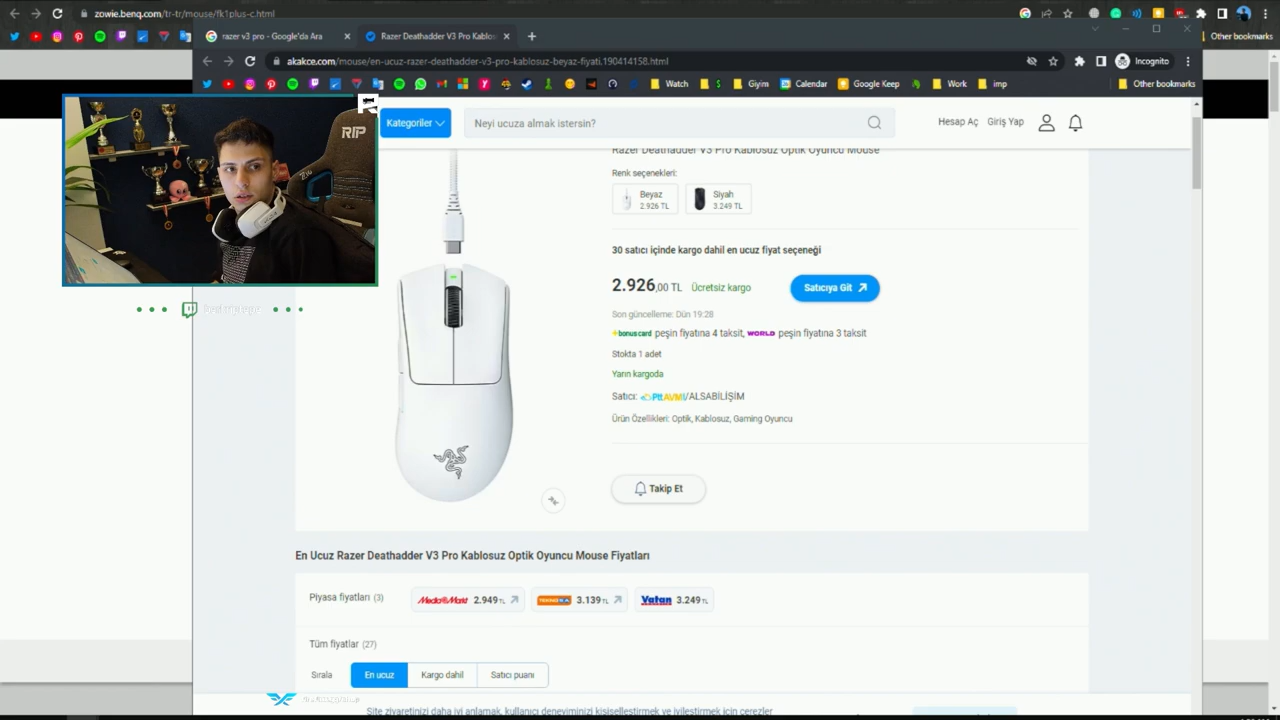 zowie.benq.com/tr-tr/mouse/fk1plus-c.html
Other bookmarks
razer v3 pro - Google'da Ara
Razer Deathadder V3 Pro Kablos
akakce.com/mouse/en-ucuz-razer-deathadder-v3-pro-kablosuz-beyaz-fiyati,190414158.html
Incognito
Watch
$
Giyim
Calendar
Google Keep
Work
imp
Other bookmarks
RIP
Kategoriler
Neyi ucuza almak istersin?
Hesap Aç
Giriş Yap
Razer Deathadder V3 Pro Kablosuz Optik Oyuncu Mouse
Renk seçenekleri:
Beyaz
2.926 TL
Siyah
3.249 TL
30 satıcı içinde kargo dahil en ucuz fiyat seçeneği
2.926,00 TL Ücretsiz kargo
Satıcıya Git
Son güncelleme: Dün 19:28
+bonuscard peşin fiyatına 4 taksit, WORLD peşin fiyatına 3 taksit
Stokta 1 adet
Yarın kargoda
Satıcı: PttAVM/ALSABİLİŞİM
Ürün Özellikleri: Optik, Kablosuz, Gaming Oyuncu
Takip Et
En Ucuz Razer Deathadder V3 Pro Kablosuz Optik Oyuncu Mouse Fiyatları
Piyasa fiyatları (3)
MediaMarkt 2.949 TL
TEKNOSA 3.139 TL
Vatan 3.249 TL
Tüm fiyatlar (27)
Sırala
En ucuz
Kargo dahil
Satıcı puanı
Site ziyaretinizi daha iyi anlamak, kullanıcı deneyiminizi kişiselleştirmek ve iyileştirmek için çerezler